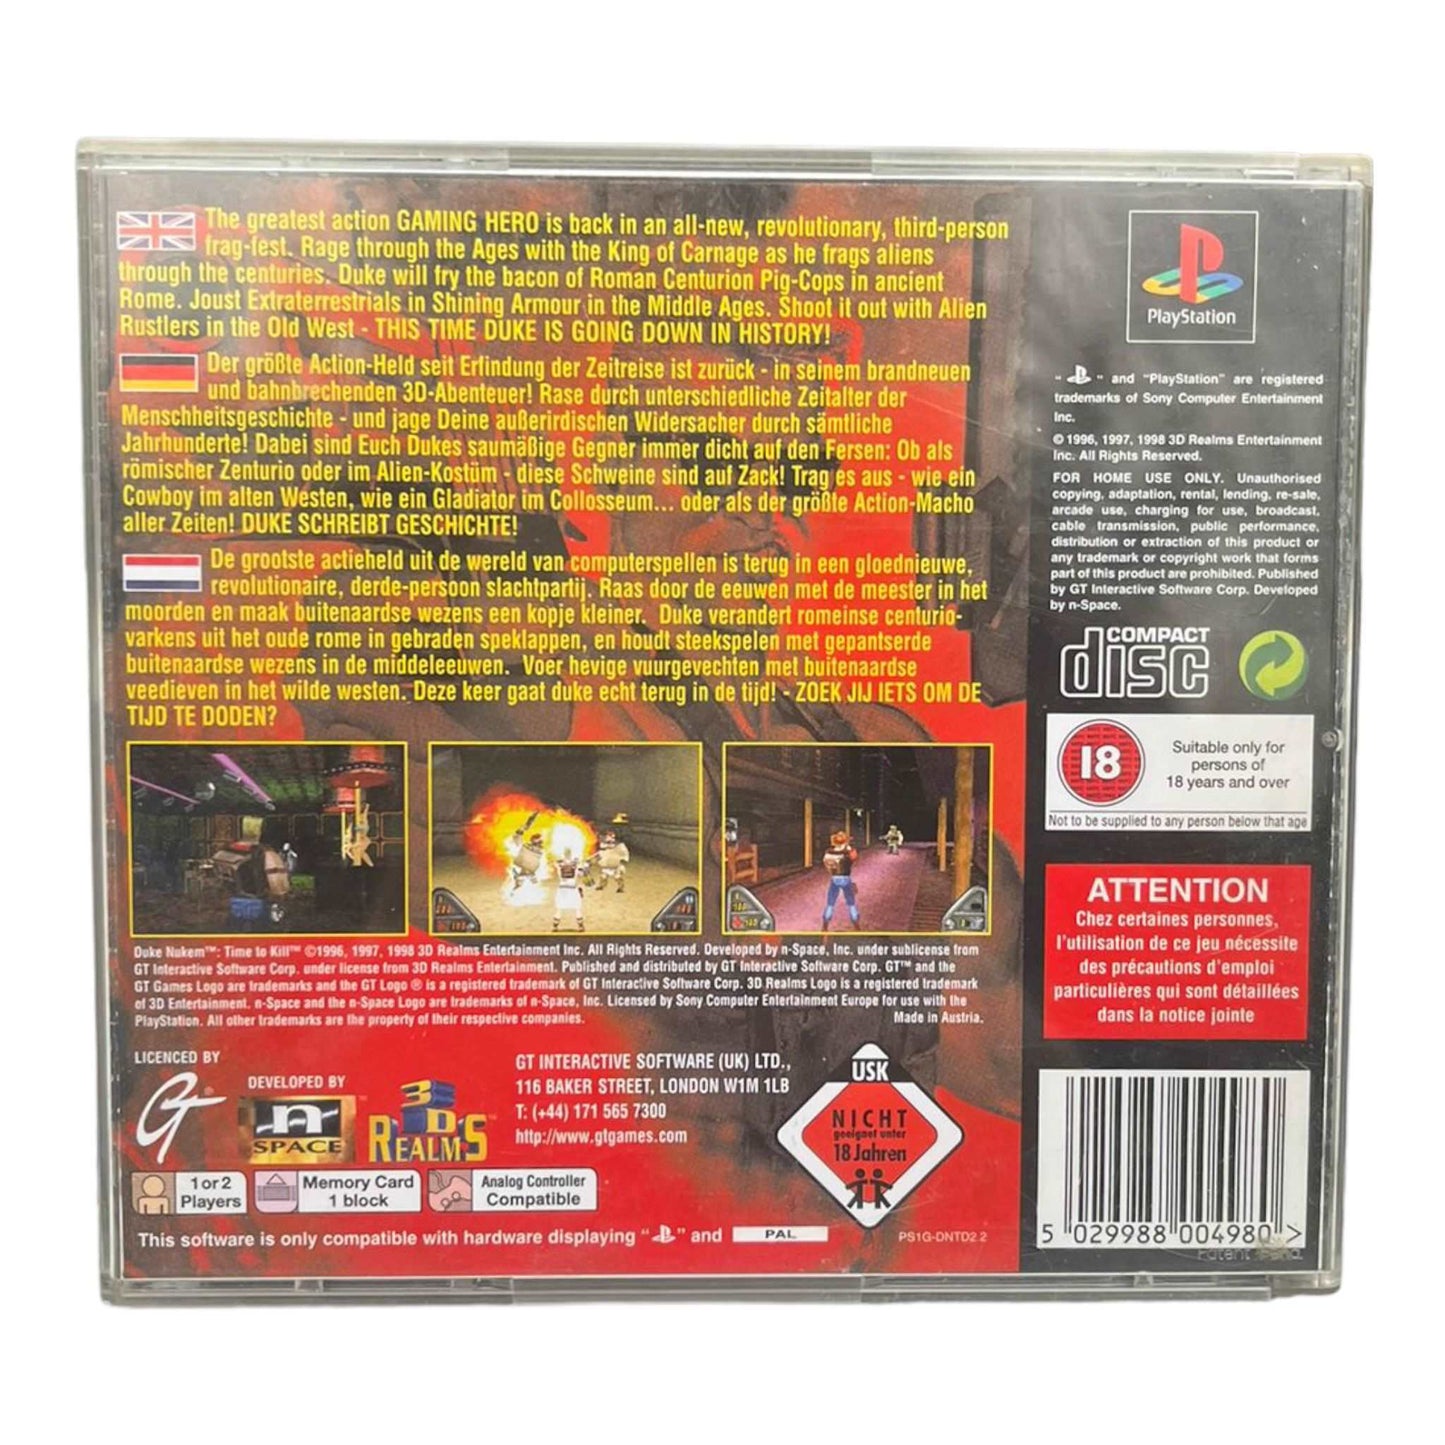 The greatest action GAMING HERO is back in an all-new, revolutionary, third-person
frag-fest. Rage through the Ages with the King of Carnage as he frags aliens
through the centuries. Duke will fry the bacon of Roman Centurion Pig-Cops in ancient
Rome. Joust Extraterrestrials in Shining Armour in the Middle Ages. Shoot it out with Alien
Rustlers in the Old West - THIS TIME DUKE IS GOING DOWN IN HISTORY!
Der größte Action-Held seit Erfindung der Zeitreise ist zurück - in seinem brandneuen
und bahnbrechenden 3D-Abenteuer! Rase durch unterschiedliche Zeitalter der
Menschheitsgeschichte - und jage Deine außerirdischen Widersacher durch sämtliche
Jahrhunderte! Dabei sind Euch Dukes saumäßige Gegner immer dicht auf den Fersen: Ob als
römischer Zenturio oder im Alien-Kostüm - diese Schweine sind auf Zack! Trag es aus - wie ein
Cowboy im alten Westen, wie ein Gladiator im Collosseum... oder als der größte Action-Macho
aller Zeiten! DUKE SCHREIBT GESCHICHTE!
De grootste actieheld uit de wereld van computerspellen is terug in een gloednieuwe,
revolutionaire, derde-persoon slachtpartij. Raas door de eeuwen met de meester in het
moorden en maak buitenaardse wezens een kopje kleiner. Duke verandert romeinse centurio-
varkens uit het oude rome in gebraden speklappen, en houdt steekspelen met gepantserde
buitenaardse wezens in de middeleeuwen. Voer hevige vuurgevechten met buitenaardse
veedieven in het wilde westen. Deze keer gaat duke echt terug in de tijd! - ZOEK JIJ IETS OM DE
TIJD TE DODEN?
Duke Nukem™: Time to Kill™ ©1996, 1997, 1998 3D Realms Entertainment Inc. All Rights Reserved. Developed by n-Space, Inc. under sublicense from
GT Interactive Software Corp. under license from 3D Realms Entertainment. Published and distributed by GT Interactive Software Corp. GT™ and the
GT Games Logo are trademarks and the GT Logo ® is a registered trademark of GT Interactive Software Corp. 3D Realms Logo is a registered trademark
of 3D Entertainment. n-Space and the n-Space Logo are trademarks of n-Space, Inc. Licensed by Sony Computer Entertainment Europe for use with the
PlayStation. All other trademarks are the property of their respective companies. Made in Austria.
LICENCED BY
GT
DEVELOPED BY
n
SPACE
3D
REALMS
GT INTERACTIVE SOFTWARE (UK) LTD.,
116 BAKER STREET, LONDON W1M 1LB
T: (+44) 171 565 7300
http://www.gtgames.com
USK
NICHT
geeignet unter
18 Jahren
1 or 2
Players
Memory Card
1 block
Analog Controller
Compatible
This software is only compatible with hardware displaying " " and PAL
PS1G-DNTD2 2
PlayStation
" " and "PlayStation" are registered
trademarks of Sony Computer Entertainment
Inc.
© 1996, 1997, 1998 3D Realms Entertainment
Inc. All Rights Reserved.
FOR HOME USE ONLY. Unauthorised
copying, adaptation, rental, lending, re-sale,
arcade use, charging for use, broadcast,
cable transmission, public performance,
distribution or extraction of this product or
any trademark or copyright work that forms
part of this product are prohibited. Published
by GT Interactive Software Corp. Developed
by n-Space.
COMPACT
disc
18
Suitable only for
persons of
18 years and over
Not to be supplied to any person below that age
ATTENTION
Chez certaines personnes,
l'utilisation de ce jeu nécessite
des précautions d'emploi
particulières qui sont détaillées
dans la notice jointe
5 029988 004980 >